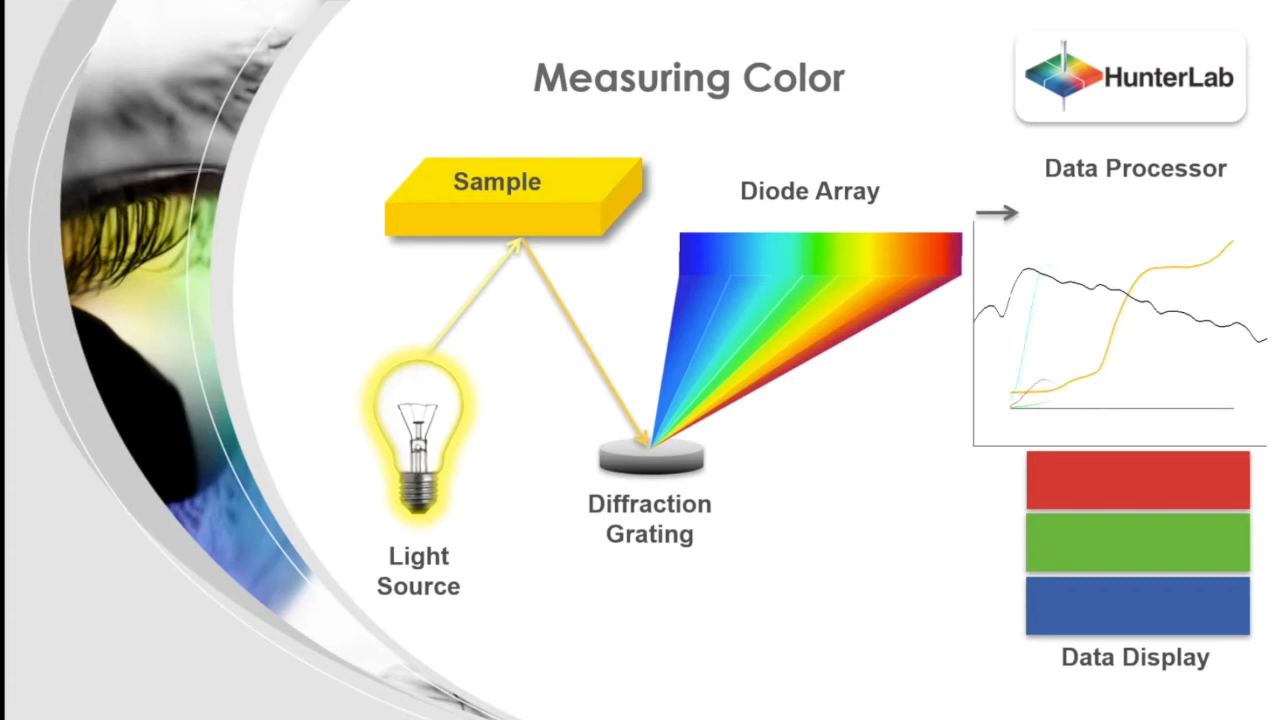 Measuring Color
HunterLab
Data Processor
Sample
Diode Array
Diffraction
Grating
Light
Source
Data Display